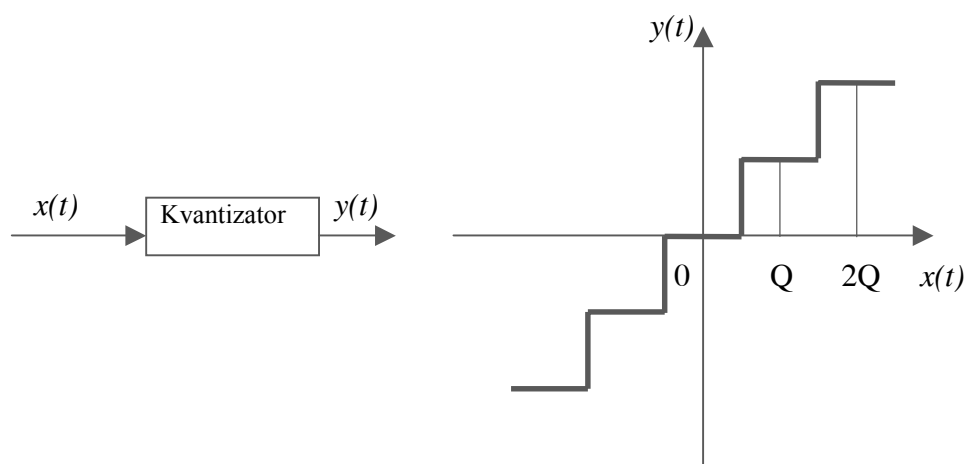 y(t)
x(t)
Kvantizator
y(t)
0
Q
2Q
x(t)